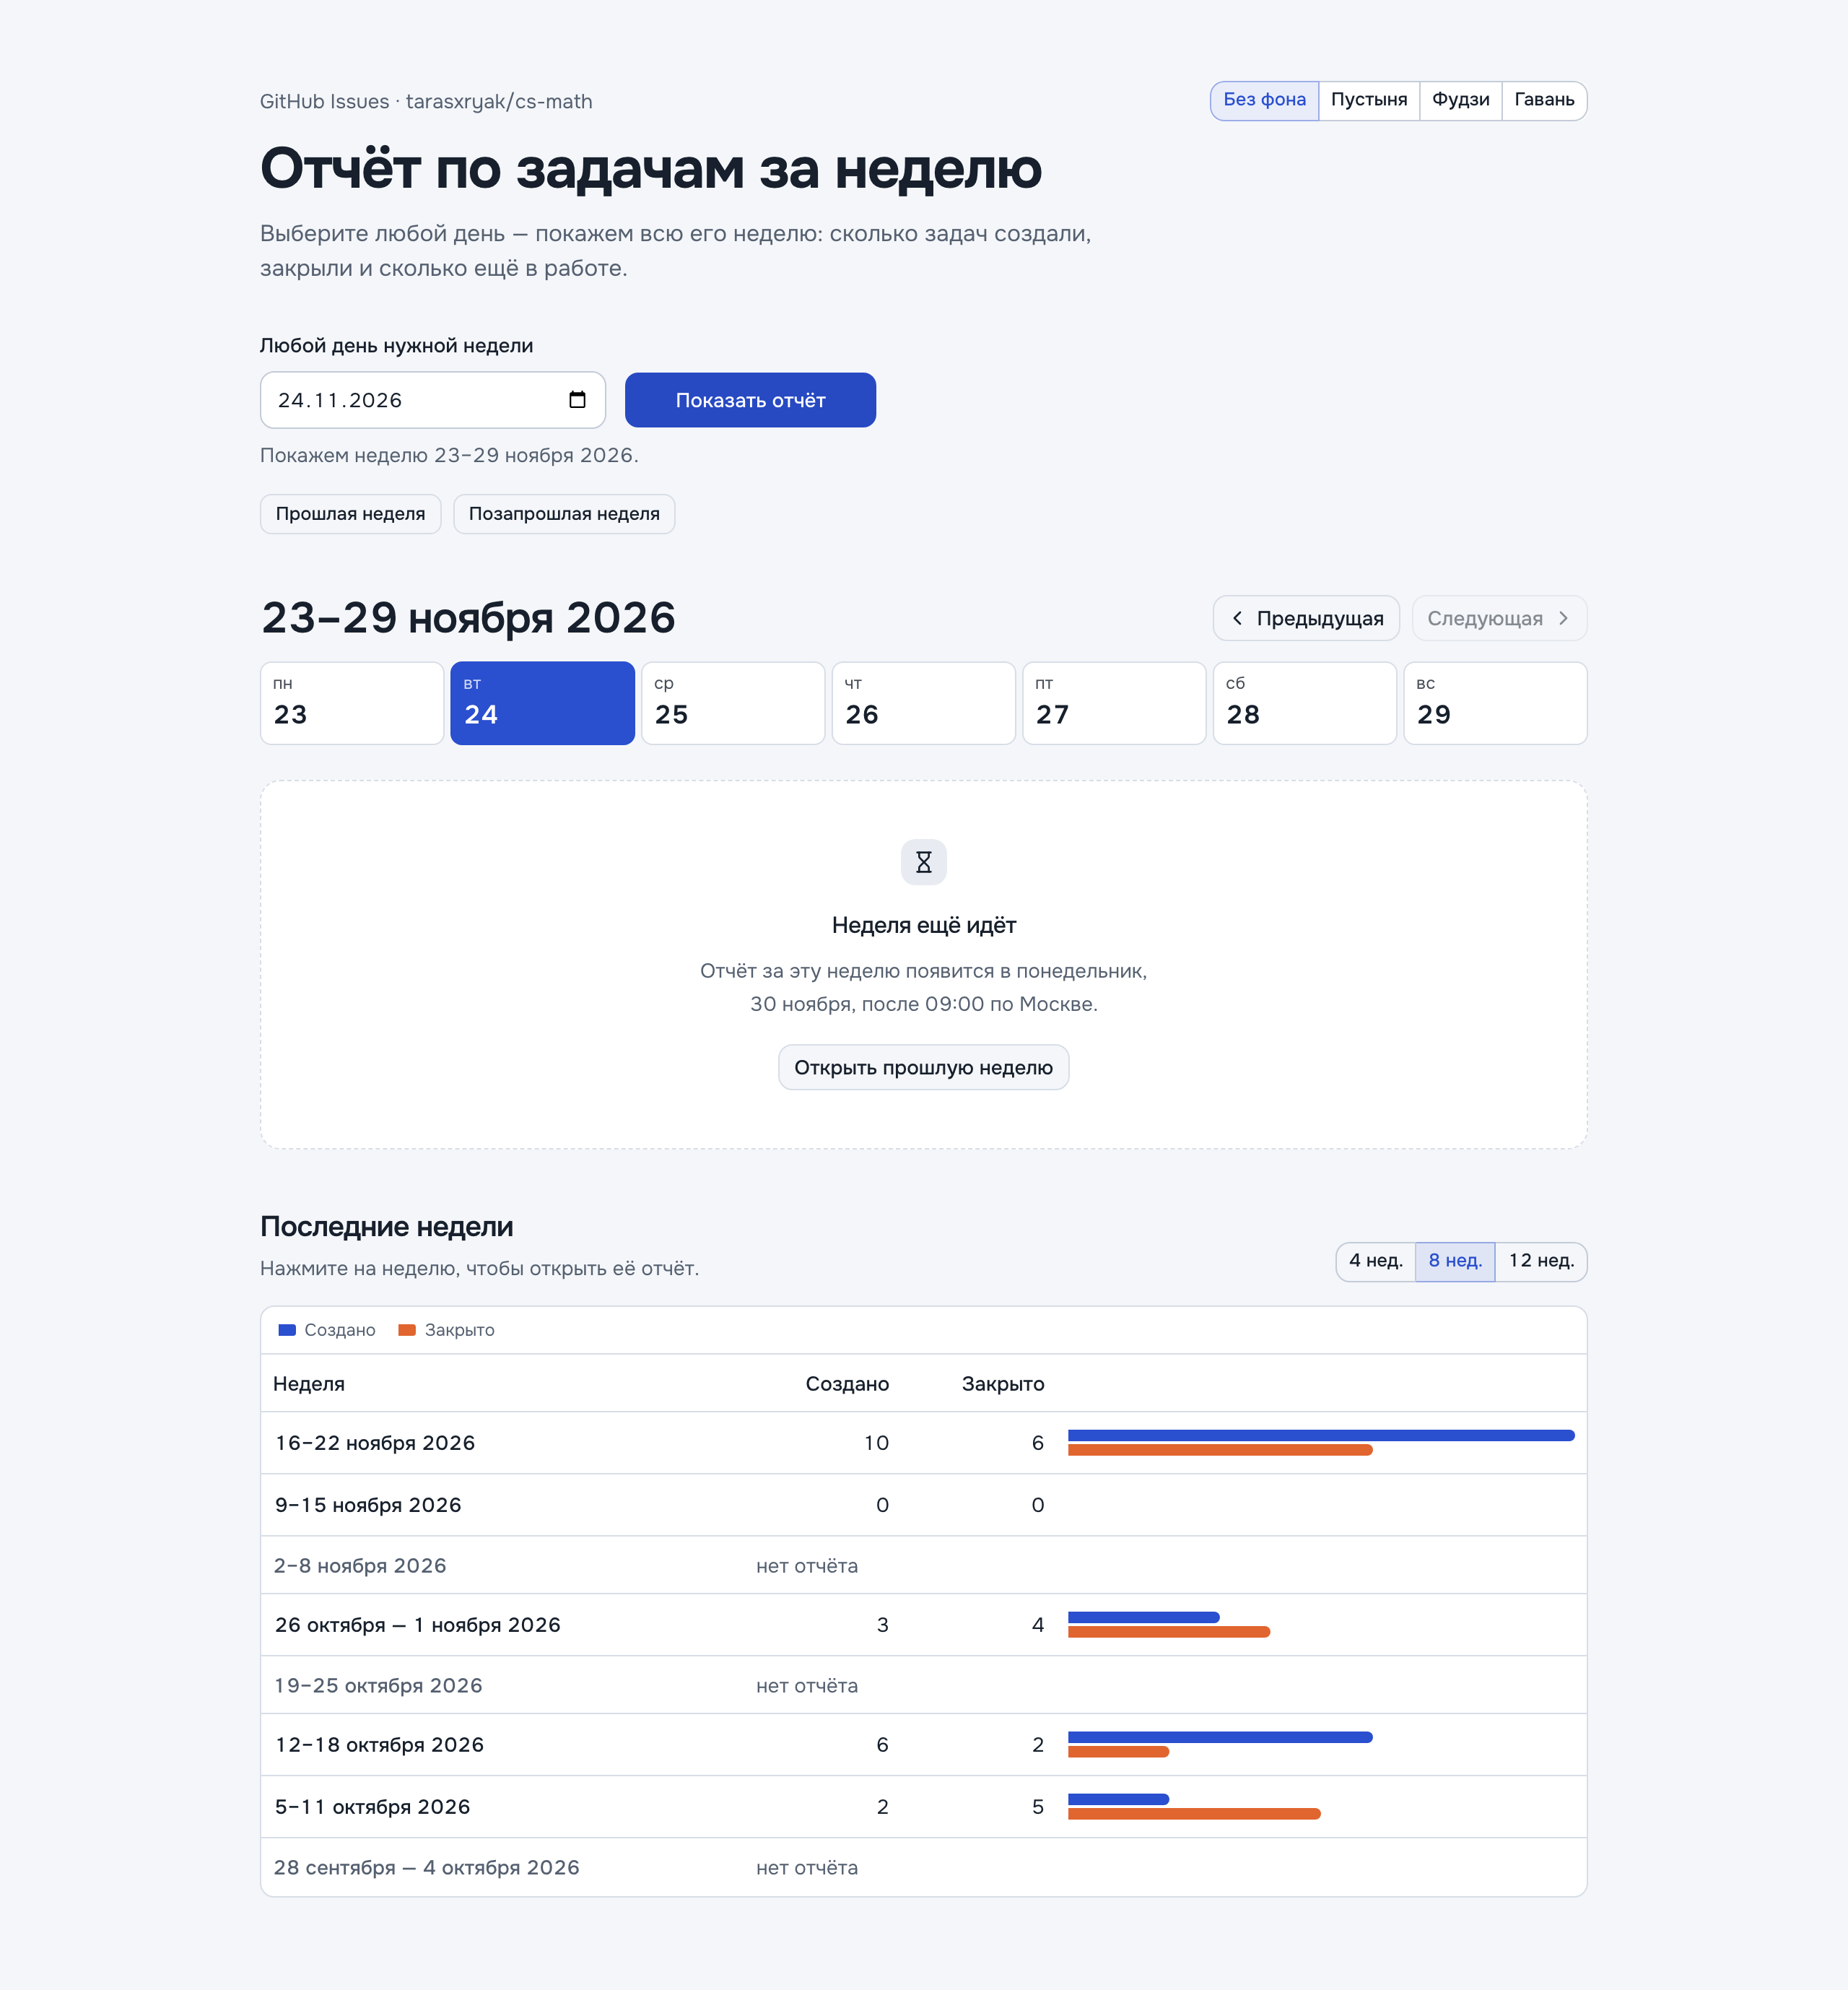 GitHub Issues · tarasxryak/cs-math
Без фона Пустыня Фудзи Гавань
Отчёт по задачам за неделю
Выберите любой день — покажем всю его неделю: сколько задач создали,
закрыли и сколько ещё в работе.
Любой день нужной недели
24.11.2026 Показать отчёт
Покажем неделю 23–29 ноября 2026.
Прошлая неделя Позапрошлая неделя
23–29 ноября 2026 Предыдущая Следующая
пн вт ср чт пт сб вс
23 24 25 26 27 28 29
Неделя ещё идёт
Отчёт за эту неделю появится в понедельник,
30 ноября, после 09:00 по Москве.
Открыть прошлую неделю
Последние недели
Нажмите на неделю, чтобы открыть её отчёт.
4 нед. 8 нед. 12 нед.
Создано Закрыто
Неделя Создано Закрыто
16–22 ноября 2026 10 6
9–15 ноября 2026 0 0
2–8 ноября 2026 нет отчёта
26 октября — 1 ноября 2026 3 4
19–25 октября 2026 нет отчёта
12–18 октября 2026 6 2
5–11 октября 2026 2 5
28 сентября — 4 октября 2026 нет отчёта